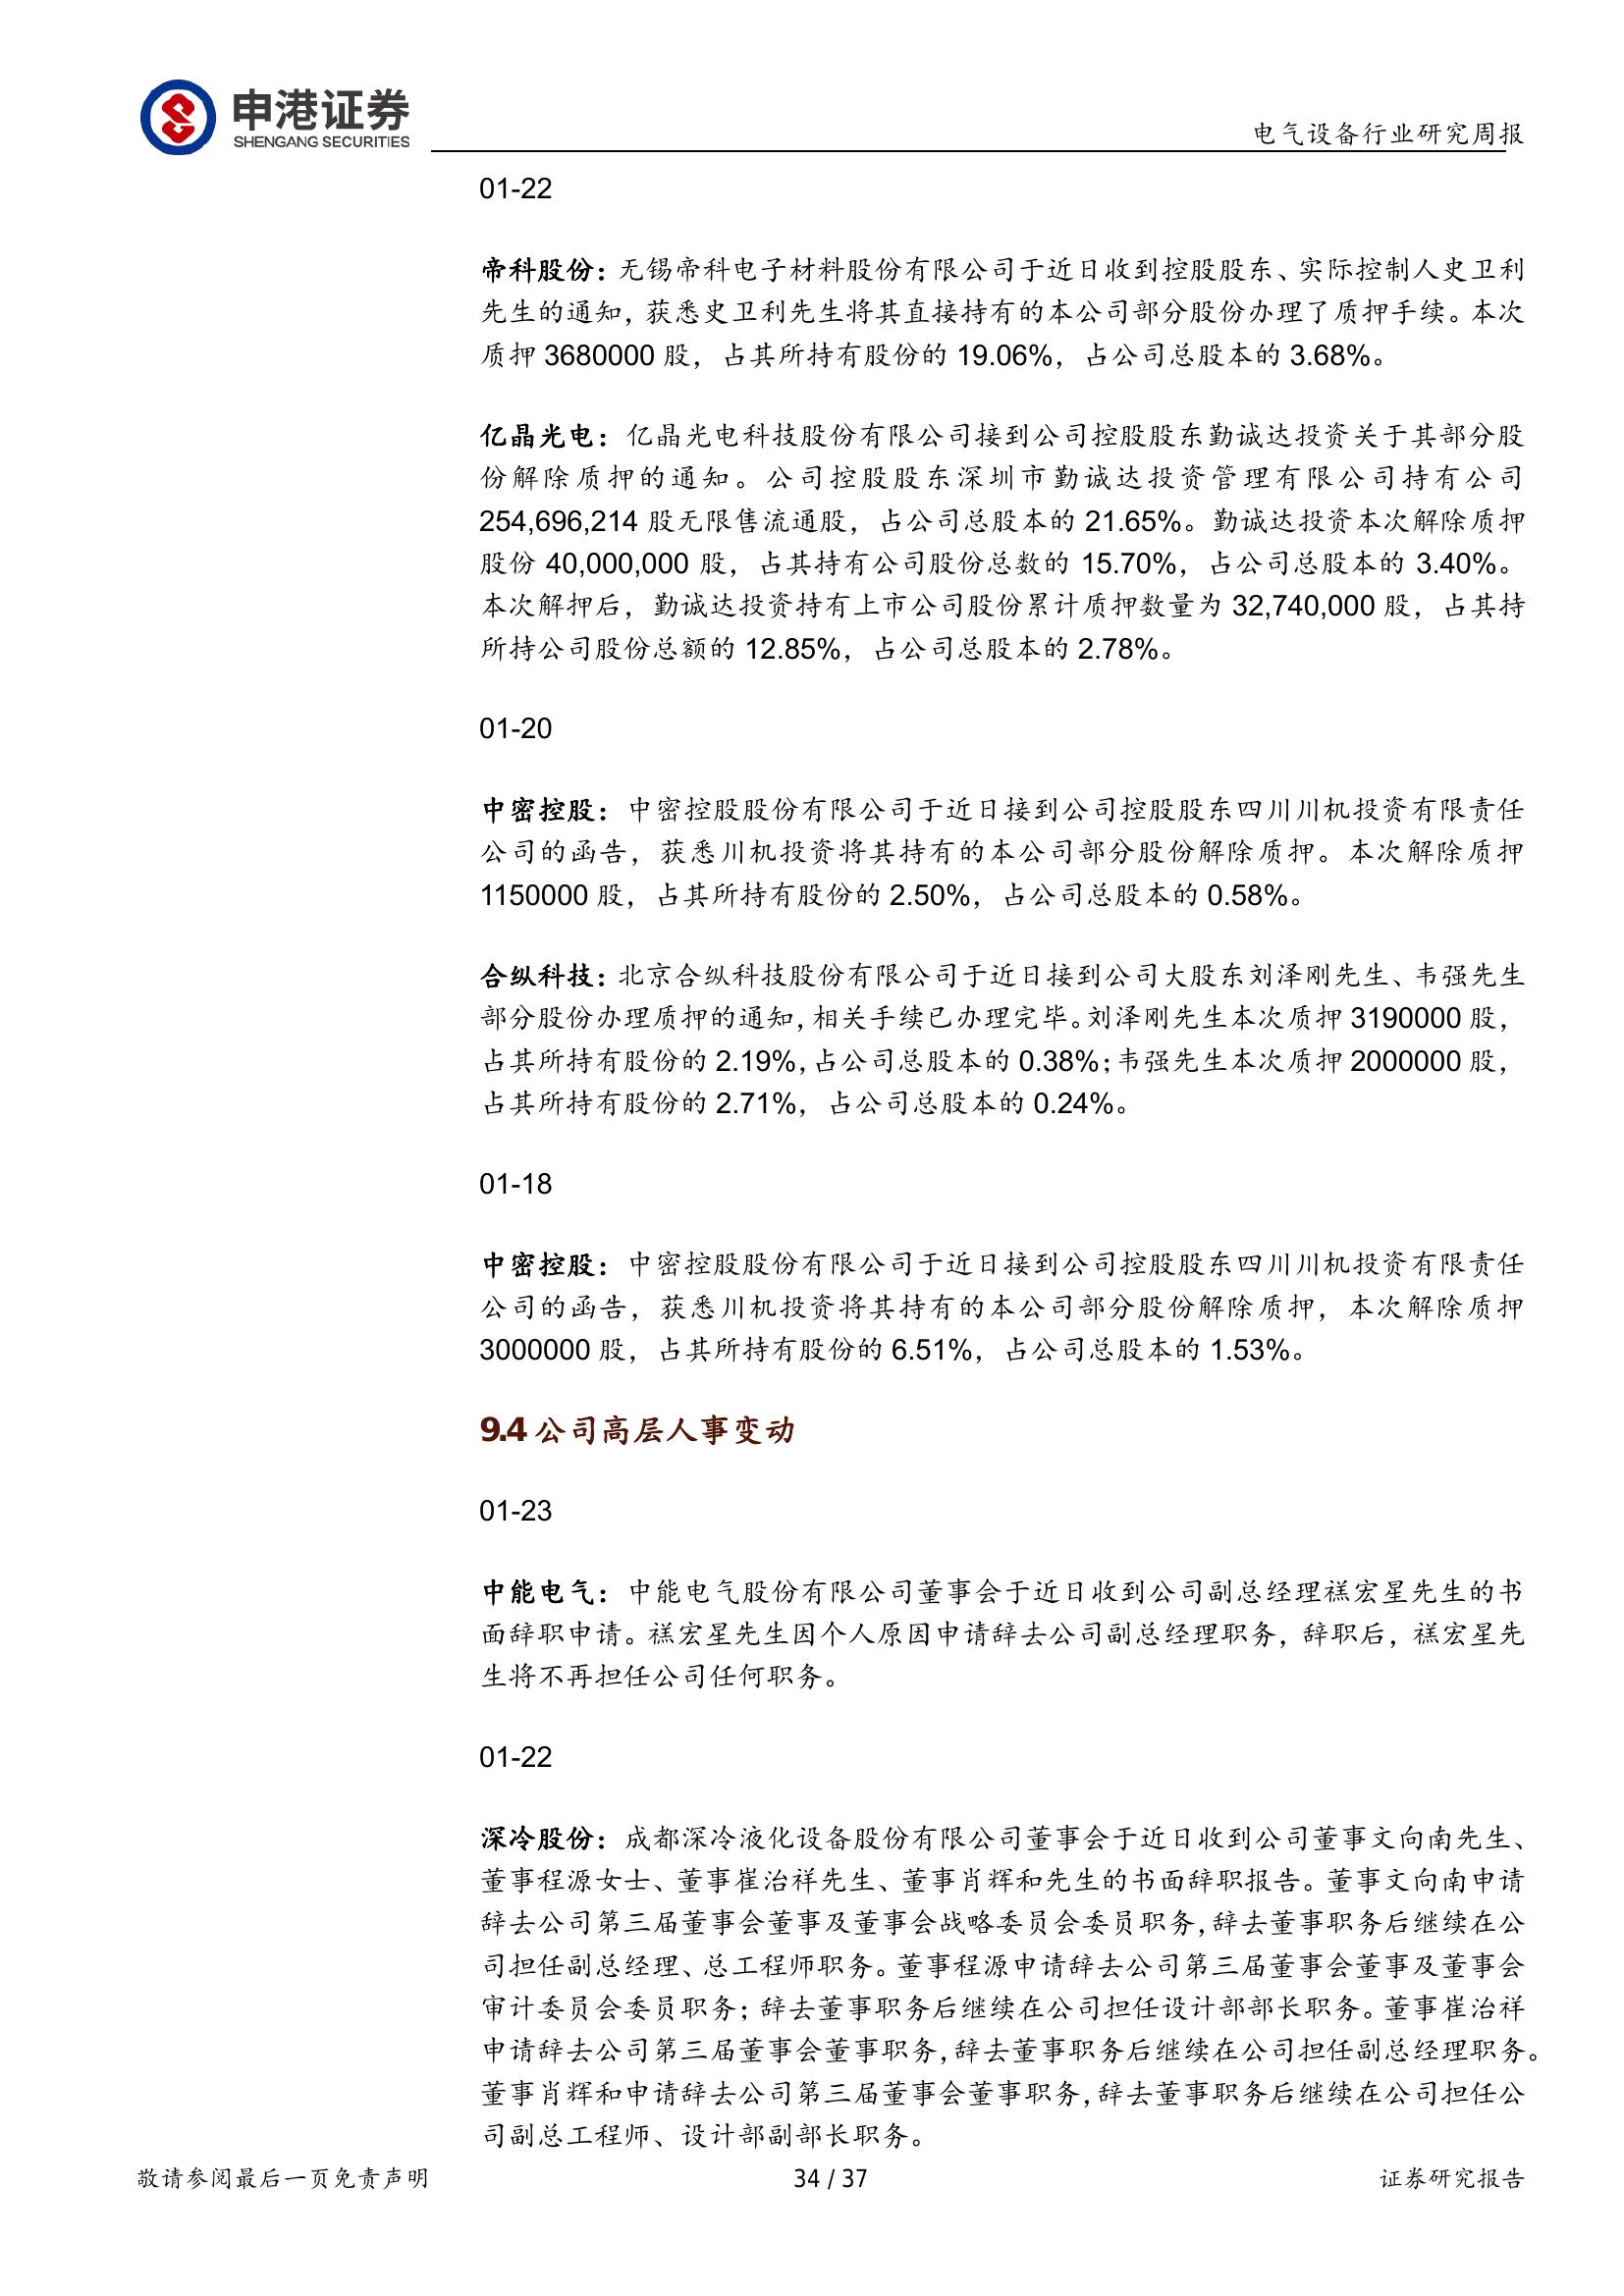 申港证券
SHENGANG SECURITIES
电气设备行业研究周报
01-22
帝科股份：无锡帝科电子材料股份有限公司于近日收到控股股东、实际控制人史卫利
先生的通知，获悉史卫利先生将其直接持有的本公司部分股份办理了质押手续。本次
质押 3680000 股，占其所持有股份的 19.06%，占公司总股本的 3.68%。
亿晶光电：亿晶光电科技股份有限公司接到公司控股股东勤诚达投资关于其部分股
份解除质押的通知。公司控股股东深圳市勤诚达投资管理有限公司持有公司
254,696,214 股无限售流通股，占公司总股本的 21.65%。勤诚达投资本次解除质押
股份 40,000,000 股，占其持有公司股份总数的 15.70%，占公司总股本的 3.40%。
本次解押后，勤诚达投资持有上市公司股份累计质押数量为 32,740,000 股，占其持
所持公司股份总额的 12.85%，占公司总股本的 2.78%。
01-20
中密控股：中密控股股份有限公司于近日接到公司控股股东四川川机投资有限责任
公司的函告，获悉川机投资将其持有的本公司部分股份解除质押。本次解除质押
1150000 股，占其所持有股份的 2.50%，占公司总股本的 0.58%。
合纵科技：北京合纵科技股份有限公司于近日接到公司大股东刘泽刚先生、韦强先生
部分股份办理质押的通知，相关手续已办理完毕。刘泽刚先生本次质押 3190000 股，
占其所持有股份的 2.19%，占公司总股本的 0.38%；韦强先生本次质押 2000000 股，
占其所持有股份的 2.71%，占公司总股本的 0.24%。
01-18
中密控股：中密控股股份有限公司于近日接到公司控股股东四川川机投资有限责任
公司的函告，获悉川机投资将其持有的本公司部分股份解除质押，本次解除质押
3000000 股，占其所持有股份的 6.51%，占公司总股本的 1.53%。
9.4 公司高层人事变动
01-23
中能电气：中能电气股份有限公司董事会于近日收到公司副总经理禚宏星先生的书
面辞职申请。禚宏星先生因个人原因申请辞去公司副总经理职务，辞职后，禚宏星先
生将不再担任公司任何职务。
01-22
深冷股份：成都深冷液化设备股份有限公司董事会于近日收到公司董事文向南先生、
董事程源女士、董事崔治祥先生、董事肖辉和先生的书面辞职报告。董事文向南申请
辞去公司第三届董事会董事及董事会战略委员会委员职务，辞去董事职务后继续在公
司担任副总经理、总工程师职务。董事程源申请辞去公司第三届董事会董事及董事会
审计委员会委员职务；辞去董事职务后继续在公司担任设计部部长职务。董事崔治祥
申请辞去公司第三届董事会董事职务，辞去董事职务后继续在公司担任副总经理职务。
董事肖辉和申请辞去公司第三届董事会董事职务，辞去董事职务后继续在公司担任公
司副总工程师、设计部副部长职务。
敬请参阅最后一页免责声明
34 / 37
证券研究报告